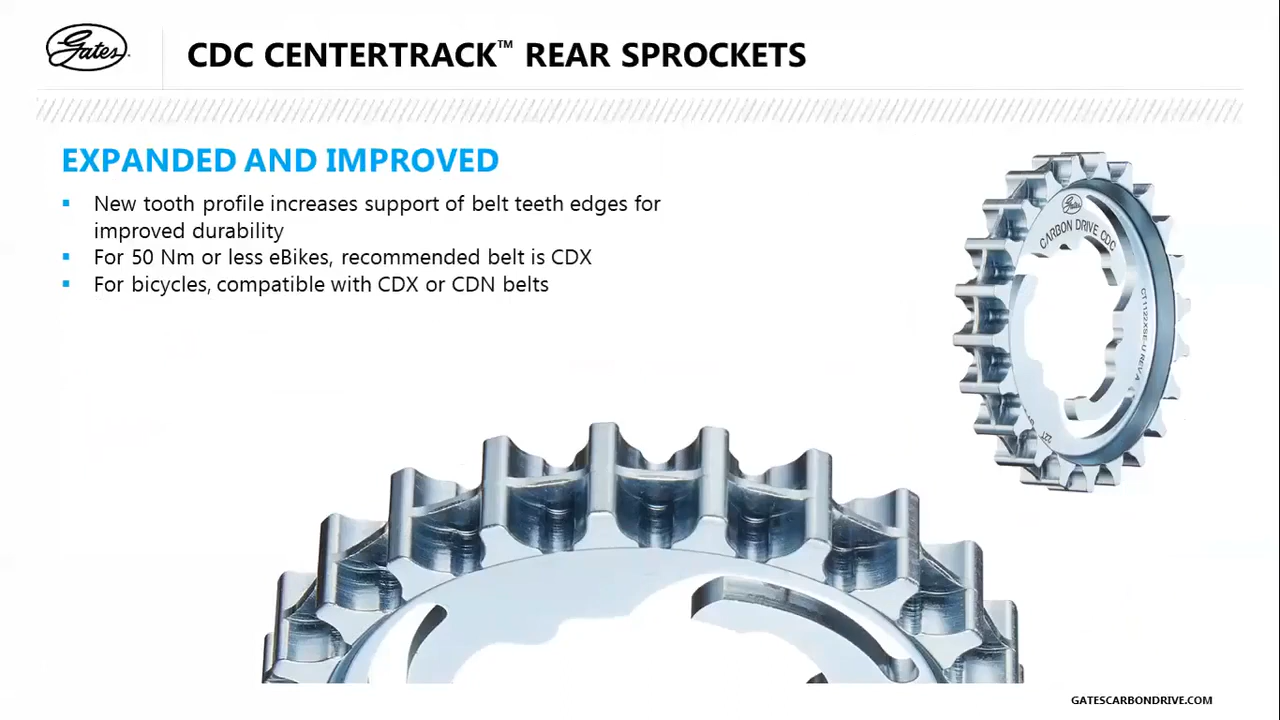 Gates
CDC CENTERTRACK™ REAR SPROCKETS
EXPANDED AND IMPROVED
▪ New tooth profile increases support of belt teeth edges for
improved durability
▪ For 50 Nm or less eBikes, recommended belt is CDX
▪ For bicycles, compatible with CDX or CDN belts
Gates
CARBON DRIVE CDC
22T
GATESCARBONDRIVE.COM